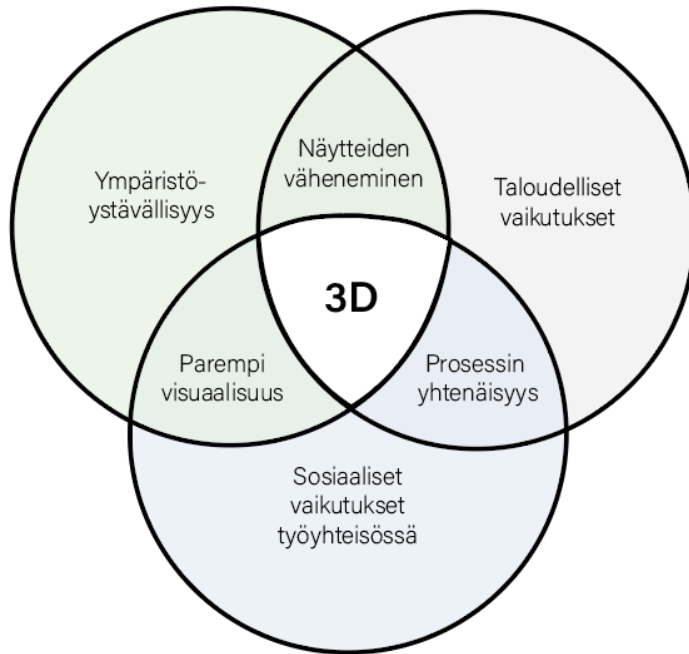 Näytteiden
väheneminen
Ympäristö-
ystävällisyys
Taloudelliset
vaikutukset
3D
Parempi
visuaalisuus
Prosessin
yhtenäisyys
Sosiaaliset
vaikutukset
työyhteisössä